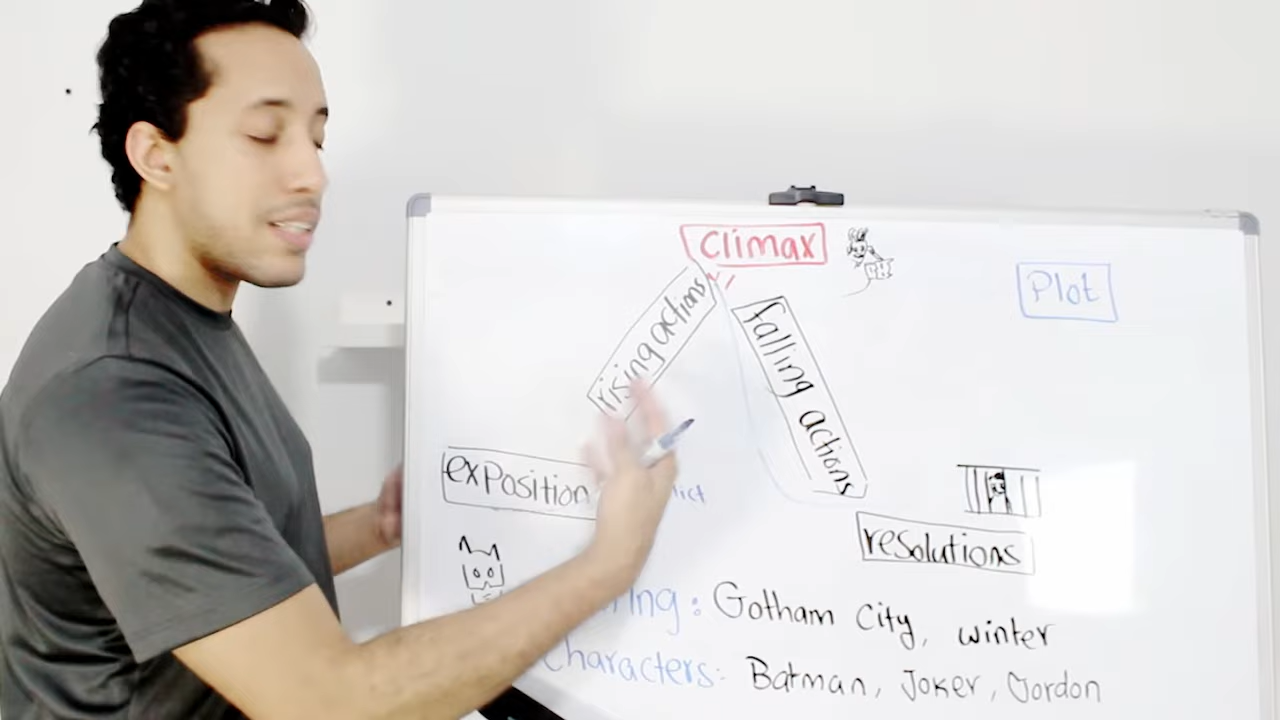 climax
Plot
rising actions
falling actions
exposition
resolutions
Gotham City, winter
Characters: Batman, Joker, Gordon